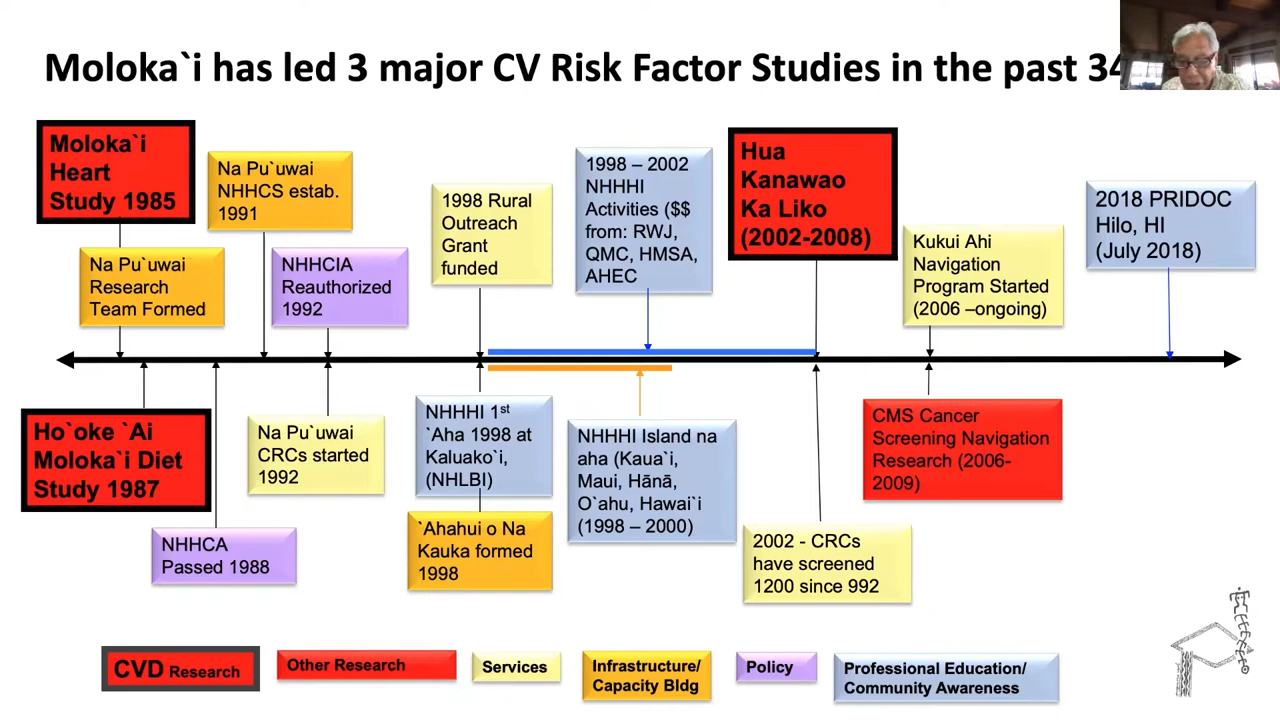 Moloka`i has led 3 major CV Risk Factor Studies in the past 34
Moloka`i
Heart
Study 1985
Na Pu`uwai
NHHCS estab.
1991
1998 Rural
Outreach
Grant
funded
1998 – 2002
NHHHI
Activities ($$
from: RWJ,
QMC, HMSA,
AHEC
Hua
Kanawao
Ka Liko
(2002-2008)
2018 PRIDOC
Hilo, HI
(July 2018)
Na Pu`uwai
Research
Team Formed
NHHCIA
Reauthorized
1992
Kukui Ahi
Navigation
Program Started
(2006 –ongoing)
Ho`oke `Ai
Moloka`i Diet
Study 1987
Na Pu`uwai
CRCs started
1992
NHHHI 1st
`Aha 1998 at
Kaluako`i,
(NHLBI)
NHHHI Island na
aha (Kaua`i,
Maui, Hānā,
O`ahu, Hawai`i
(1998 – 2000)
CMS Cancer
Screening Navigation
Research (2006-
2009)
NHHCA
Passed 1988
`Ahahui o Na
Kauka formed
1998
2002 - CRCs
have screened
1200 since 992
CVD Research
Other Research
Services
Infrastructure/
Capacity Bldg
Policy
Professional Education/
Community Awareness